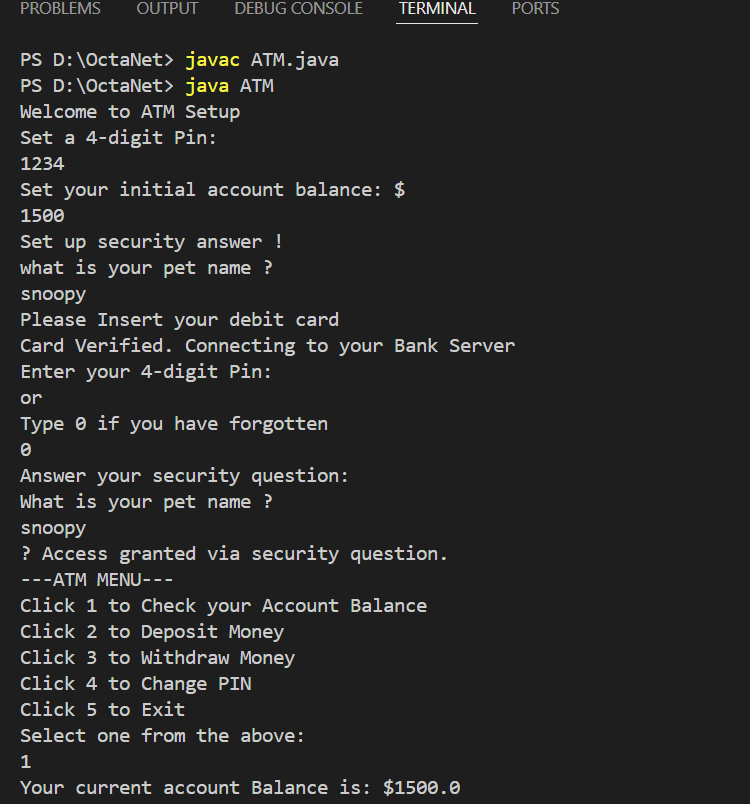 PROBLEMS OUTPUT DEBUG CONSOLE TERMINAL PORTS
PS D:\OctaNet> javac ATM.java
PS D:\OctaNet> java ATM
Welcome to ATM Setup
Set a 4-digit Pin:
1234
Set your initial account balance: $
1500
Set up security answer !
what is your pet name ?
snoopy
Please Insert your debit card
Card Verified. Connecting to your Bank Server
Enter your 4-digit Pin:
or
Type 0 if you have forgotten
0
Answer your security question:
What is your pet name ?
snoopy
? Access granted via security question.
---ATM MENU---
Click 1 to Check your Account Balance
Click 2 to Deposit Money
Click 3 to Withdraw Money
Click 4 to Change PIN
Click 5 to Exit
Select one from the above:
1
Your current account Balance is: $1500.0